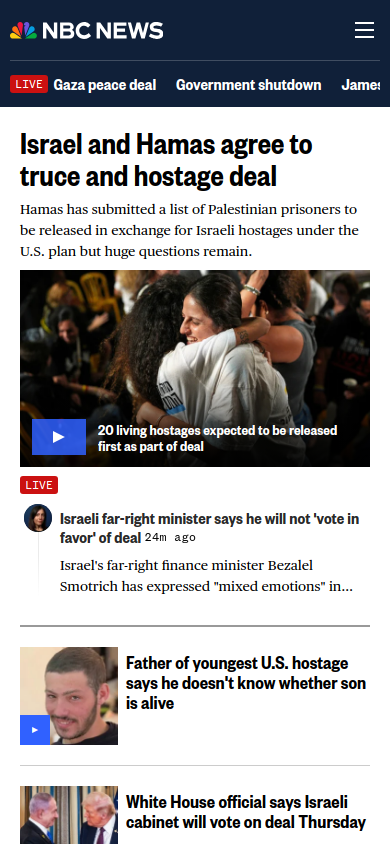 NBC NEWS
LIVE Gaza peace deal Government shutdown James
Israel and Hamas agree to
truce and hostage deal
Hamas has submitted a list of Palestinian prisoners to
be released in exchange for Israeli hostages under the
U.S. plan but huge questions remain.
20 living hostages expected to be released
first as part of deal
LIVE
Israeli far-right minister says he will not 'vote in
favor' of deal 24m ago
Israel's far-right finance minister Bezalel
Smotrich has expressed "mixed emotions" in...
Father of youngest U.S. hostage
says he doesn't know whether son
is alive
White House official says Israeli
cabinet will vote on deal Thursday